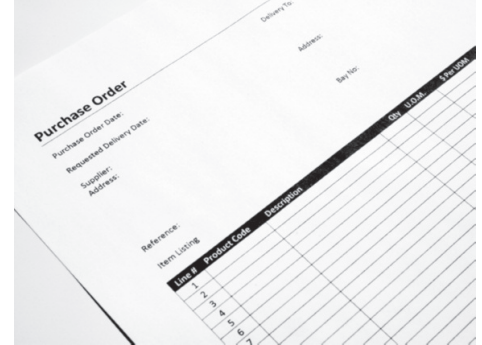 Delivery To:
Address:
Bay No:
Purchase Order
Purchase Order Date:
Requested Delivery Date:
Supplier:
Address:
Reference:
Item Listing
Line # Product Code Description Qty U.O.M. $ Per UOM
1
2
3
4
5
6
7